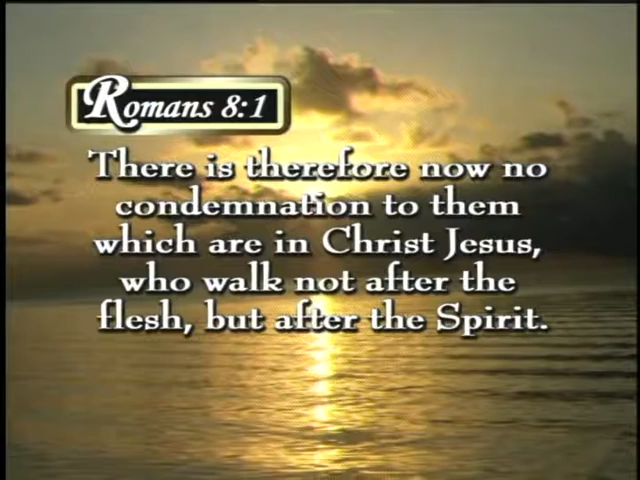 Romans 8:1
There is therefore now no
condemnation to them
which are in Christ Jesus,
who walk not after the
flesh, but after the Spirit.